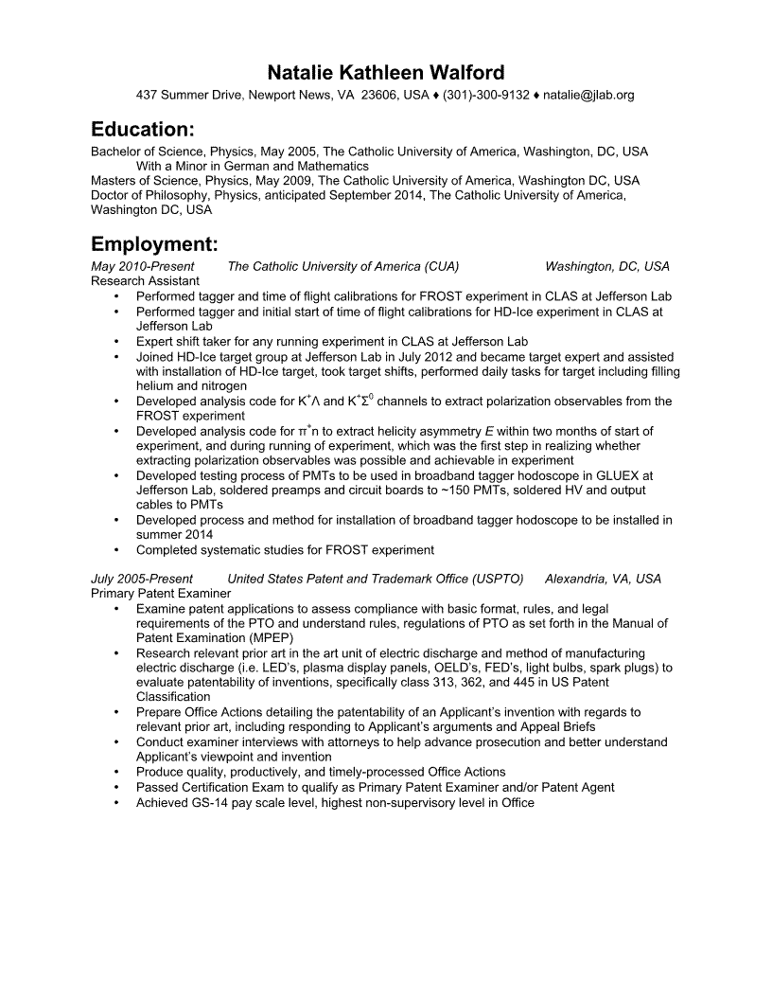 Natalie Kathleen Walford
437 Summer Drive, Newport News, VA  23606, USA ♦ (301)-300-9132 ♦ natalie@jlab.org
Education:
Bachelor of Science, Physics, May 2005, The Catholic University of America, Washington, DC, USA
With a Minor in German and Mathematics
Masters of Science, Physics, May 2009, The Catholic University of America, Washington DC, USA
Doctor of Philosophy, Physics, anticipated September 2014, The Catholic University of America,
Washington DC, USA
Employment:
May 2010-Present The Catholic University of America (CUA) Washington, DC, USA
Research Assistant
• Performed tagger and time of flight calibrations for FROST experiment in CLAS at Jefferson Lab
• Performed tagger and initial start of time of flight calibrations for HD-Ice experiment in CLAS at
Jefferson Lab
• Expert shift taker for any running experiment in CLAS at Jefferson Lab
• Joined HD-Ice target group at Jefferson Lab in July 2012 and became target expert and assisted
with installation of HD-Ice target, took target shifts, performed daily tasks for target including filling
helium and nitrogen
• Developed analysis code for K⁺Λ and K⁺Σ⁰ channels to extract polarization observables from the
FROST experiment
• Developed analysis code for π⁺n to extract helicity asymmetry E within two months of start of
experiment, and during running of experiment, which was the first step in realizing whether
extracting polarization observables was possible and achievable in experiment
• Developed testing process of PMTs to be used in broadband tagger hodoscope in GLUEX at
Jefferson Lab, soldered preamps and circuit boards to ~150 PMTs, soldered HV and output
cables to PMTs
• Developed process and method for installation of broadband tagger hodoscope to be installed in
summer 2014
• Completed systematic studies for FROST experiment
July 2005-Present United States Patent and Trademark Office (USPTO) Alexandria, VA, USA
Primary Patent Examiner
• Examine patent applications to assess compliance with basic format, rules, and legal
requirements of the PTO and understand rules, regulations of PTO as set forth in the Manual of
Patent Examination (MPEP)
• Research relevant prior art in the art unit of electric discharge and method of manufacturing
electric discharge (i.e. LED's, plasma display panels, OELD's, FED's, light bulbs, spark plugs) to
evaluate patentability of inventions, specifically class 313, 362, and 445 in US Patent
Classification
• Prepare Office Actions detailing the patentability of an Applicant's invention with regards to
relevant prior art, including responding to Applicant's arguments and Appeal Briefs
• Conduct examiner interviews with attorneys to help advance prosecution and better understand
Applicant's viewpoint and invention
• Produce quality, productively, and timely-processed Office Actions
• Passed Certification Exam to qualify as Primary Patent Examiner and/or Patent Agent
• Achieved GS-14 pay scale level, highest non-supervisory level in Office